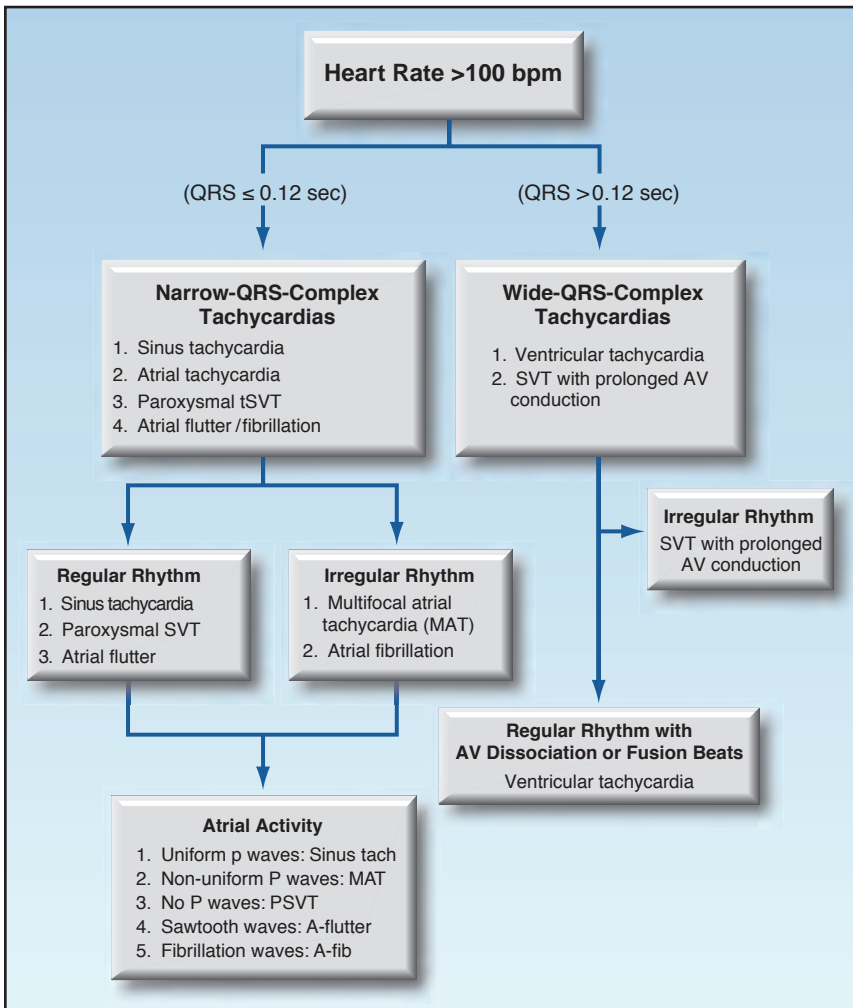 Heart Rate >100 bpm
(QRS ≤ 0.12 sec)
(QRS >0.12 sec)
Narrow-QRS-Complex
Tachycardias
1. Sinus tachycardia
2. Atrial tachycardia
3. Paroxysmal tSVT
4. Atrial flutter/fibrillation
Wide-QRS-Complex
Tachycardias
1. Ventricular tachycardia
2. SVT with prolonged AV
conduction
Irregular Rhythm
SVT with prolonged
AV conduction
Regular Rhythm
1. Sinus tachycardia
2. Paroxysmal SVT
3. Atrial flutter
Irregular Rhythm
1. Multifocal atrial
tachycardia (MAT)
2. Atrial fibrillation
Regular Rhythm with
AV Dissociation or Fusion Beats
Ventricular tachycardia
Atrial Activity
1. Uniform p waves: Sinus tach
2. Non-uniform P waves: MAT
3. No P waves: PSVT
4. Sawtooth waves: A-flutter
5. Fibrillation waves: A-fib